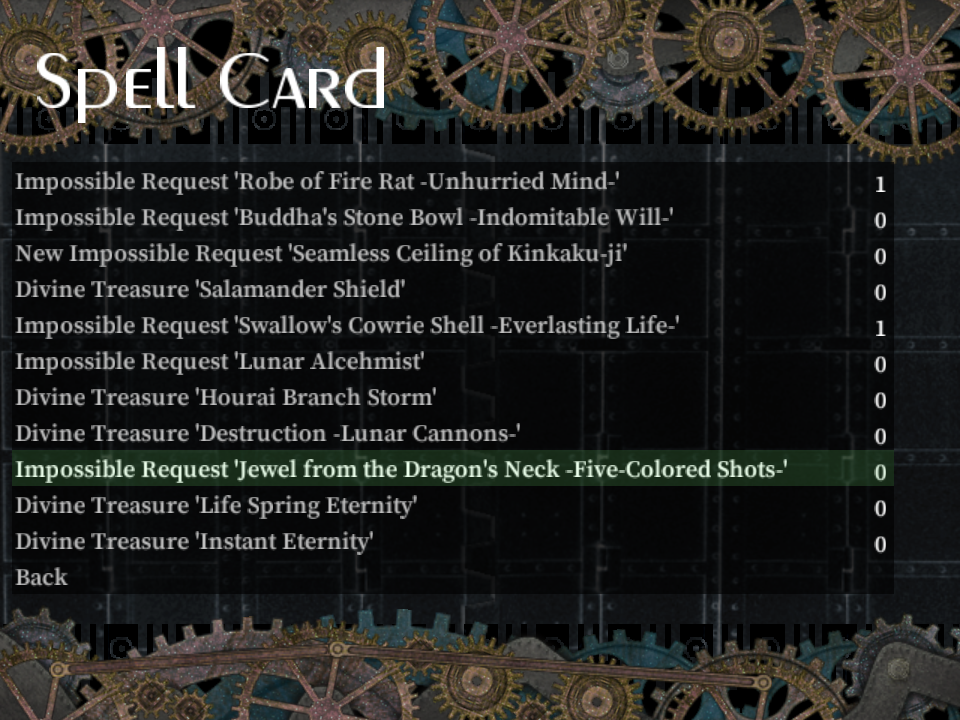 Spell Card
Impossible Request 'Robe of Fire Rat -Unhurried Mind-' 1
Impossible Request 'Buddha's Stone Bowl -Indomitable Will-' 0
New Impossible Request 'Seamless Ceiling of Kinkaku-ji' 0
Divine Treasure 'Salamander Shield' 0
Impossible Request 'Swallow's Cowrie Shell -Everlasting Life-' 1
Impossible Request 'Lunar Alcehmist' 0
Divine Treasure 'Hourai Branch Storm' 0
Divine Treasure 'Destruction -Lunar Cannons-' 0
Impossible Request 'Jewel from the Dragon's Neck -Five-Colored Shots-' 0
Divine Treasure 'Life Spring Eternity' 0
Divine Treasure 'Instant Eternity' 0
Back